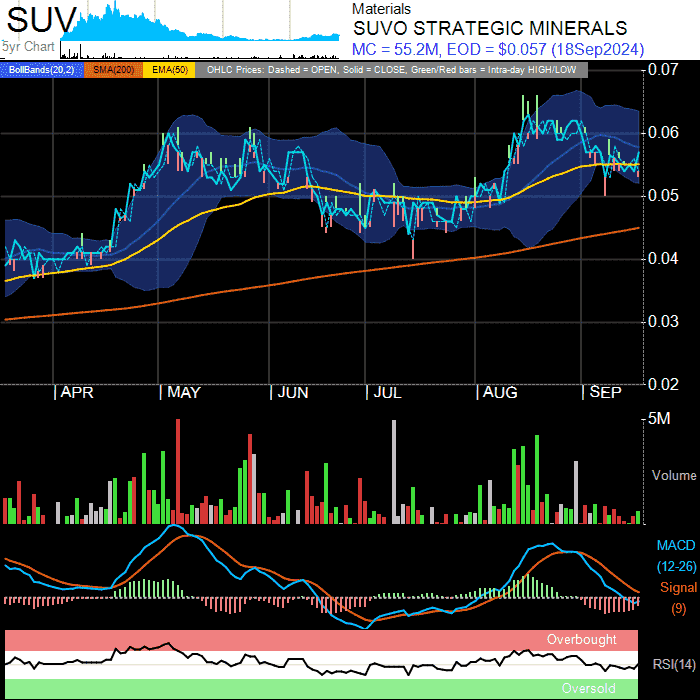 SUV
5yr Chart
Materials
SUVO STRATEGIC MINERALS
MC = 55.2M, EOD = $0.057 (18Sep2024)
BollBands(20,2) SMA(200) EMA(50) OHLC Prices: Dashed = OPEN, Solid = CLOSE, Green/Red bars = Intra-day HIGH/LOW
0.07
0.06
0.05
0.04
0.03
0.02
APR MAY JUN JUL AUG SEP
5M
Volume
MACD
(12-26)
Signal
(9)
Overbought
RSI(14)
Oversold